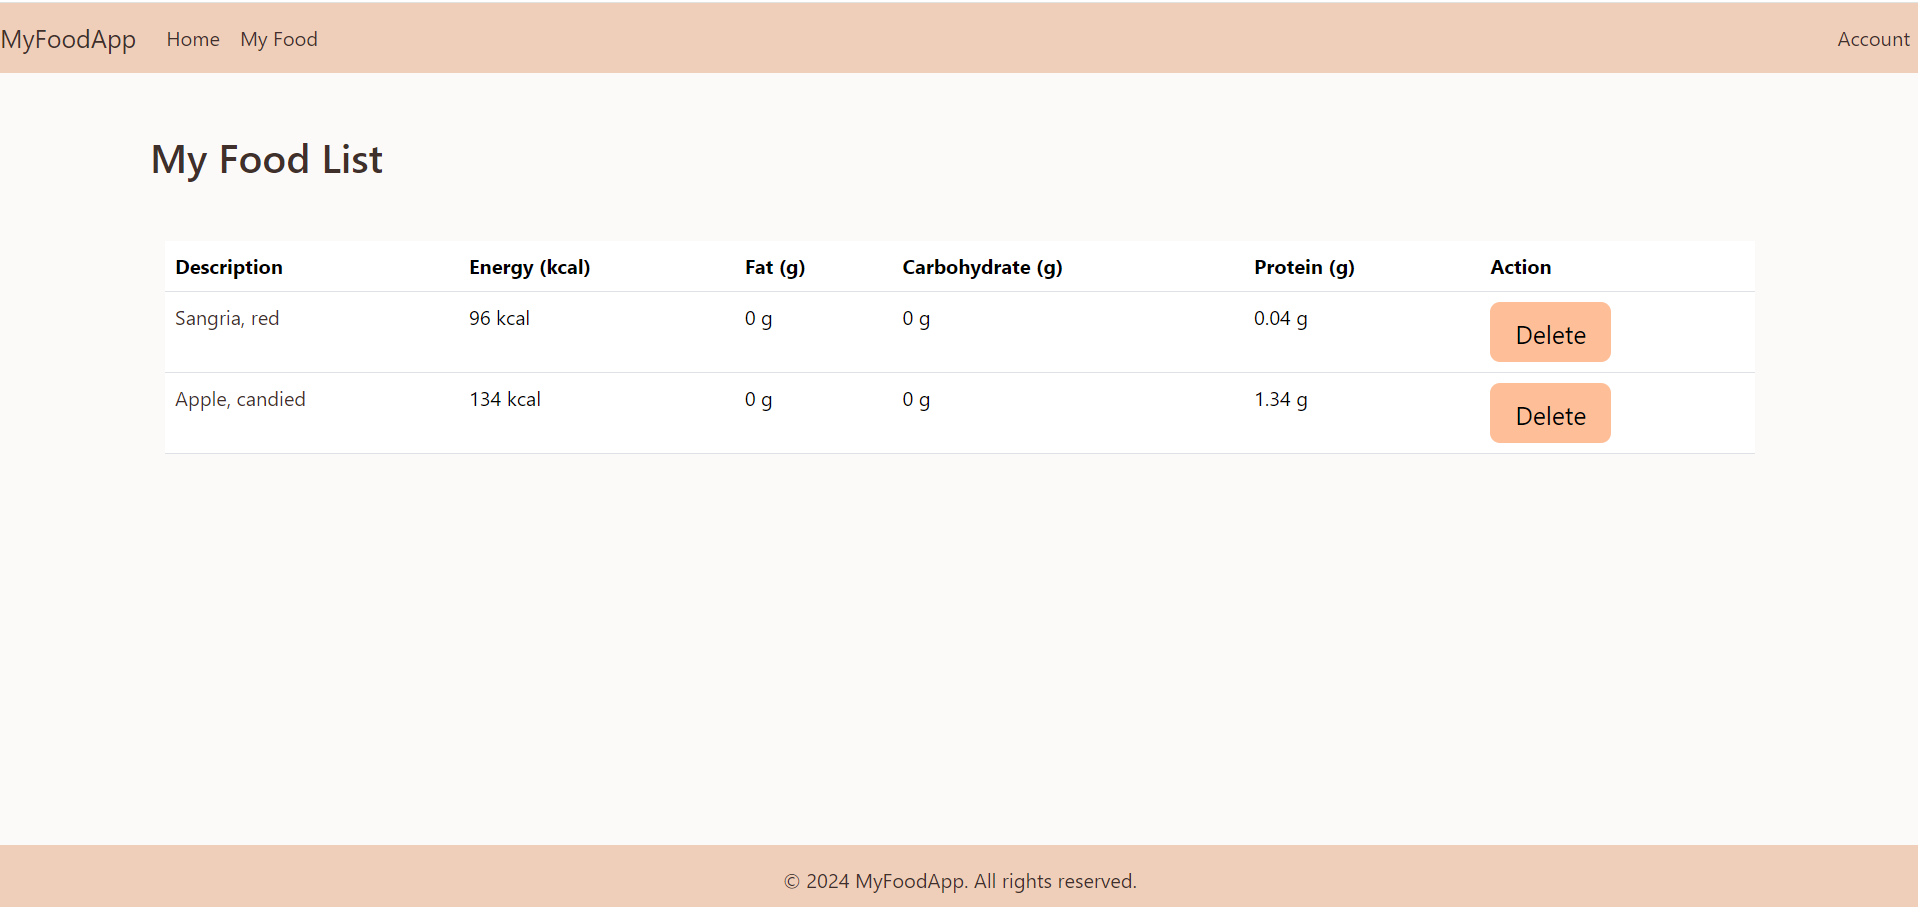 MyFoodApp Home My Food Account
My Food List
Description Energy (kcal) Fat (g) Carbohydrate (g) Protein (g) Action
Sangria, red 96 kcal 0 g 0 g 0.04 g Delete
Apple, candied 134 kcal 0 g 0 g 1.34 g Delete
© 2024 MyFoodApp. All rights reserved.